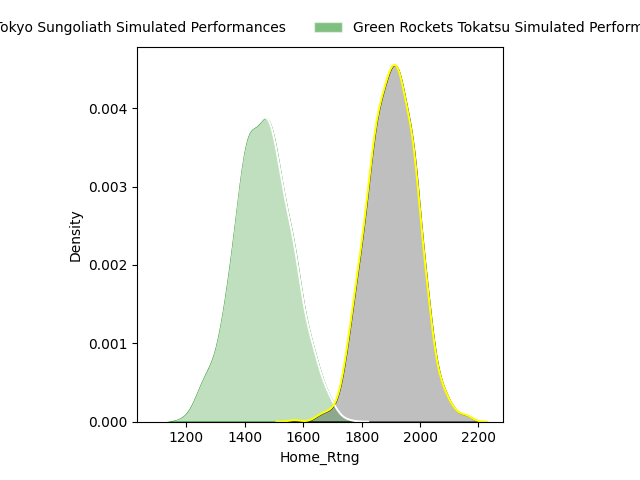 Tokyo Sungoliath Simulated Performances
Green Rockets Tokatsu Simulated Perform
0.004
0.003
0.002
0.001
0.000
Density
1200 1400 1600 1800 2000 2200
Home_Rtng